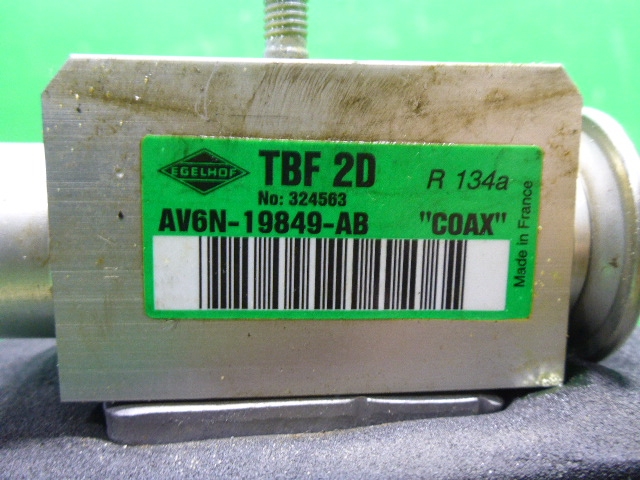 EGELHOF
TBF 2D
R 134a
No: 324563
AV6N-19849-AB "COAX"
Made in France